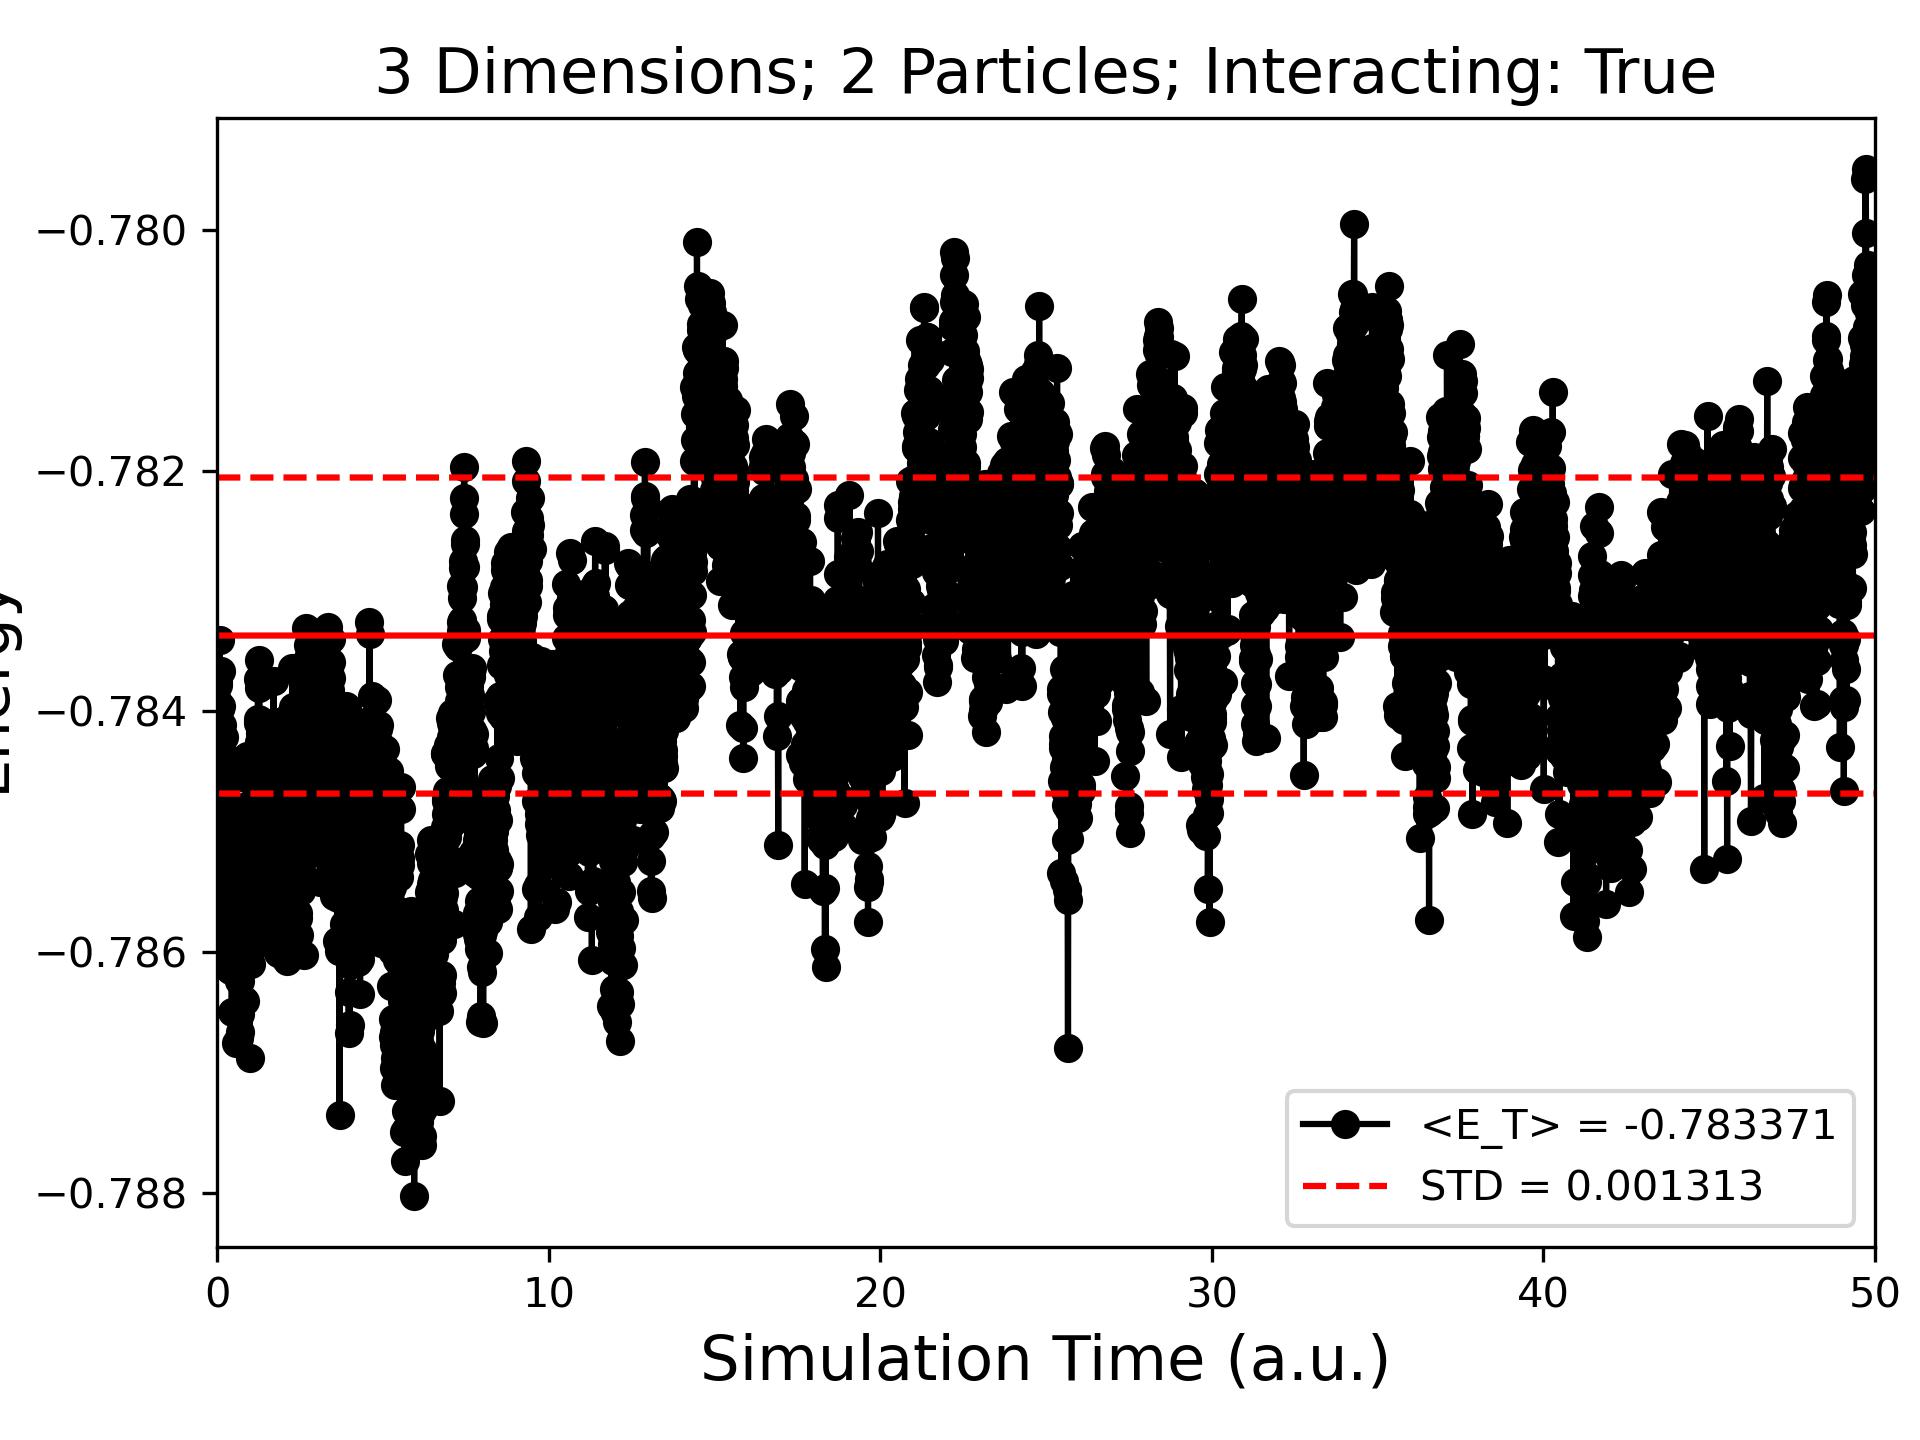 3 Dimensions; 2 Particles; Interacting: True
Energy
−0.780
−0.782
−0.784
−0.786
−0.788
0 10 20 30 40 50
Simulation Time (a.u.)
<E_T> = -0.783371
STD = 0.001313